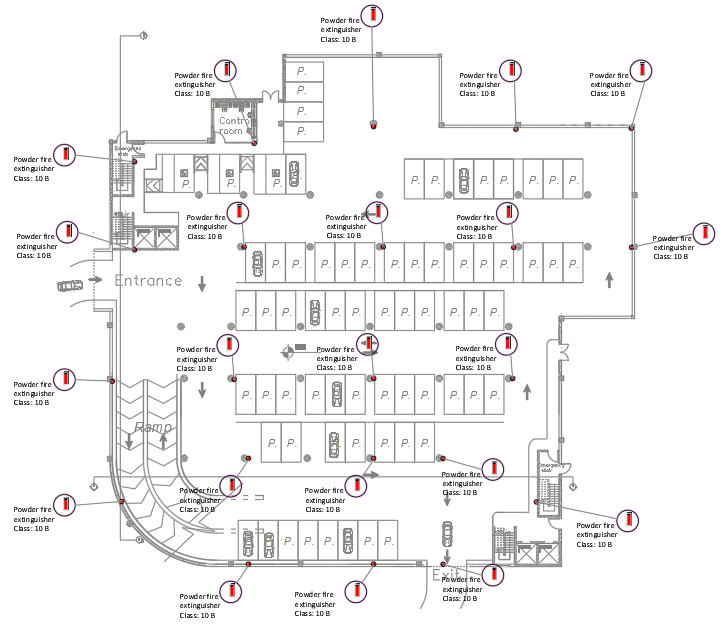 Powder fire
extinguisher
Class: 10 B
Powder fire
extinguisher
Class: 10 B
Powder fire
extinguisher
Class: 10 B
Powder fire
extinguisher
Class: 10 B
P.
P.
P.
P.
Contro
room
Emergency
Powder fire
extinguisher
Class: 10 B
P. P. P.
P. P. P. P. P. P. P.
Powder fire
extinguisher
Class: 10 B
Powder fire
extinguisher
Class: 10 B
Powder fire
extinguisher
Class: 10 B
Powder fire
extinguisher
Class: 10 B
Powder fire
extinguisher
Class: 10 B
P. P. P. P. P. P. P. P. P. P. P. P. P. P.
Entrance
P. P. P. P. P. P. P. P. P. P. P.
Powder fire
extinguisher
Class: 10 B
Powder fire
extinguisher
Class: 10 B
Powder fire
extinguisher
Class: 10 B
Powder fire
extinguisher
Class: 10 B
P. P. P. P. P. P. P. P. P. P. P.
Ramp
P. P. P. P. P. P. P.
Emergency
Powder fire
extinguisher
Class: 10 B
Powder fire
extinguisher
Class: 10 B
Powder fire
extinguisher
Class: 10 B
Powder fire
extinguisher
Class: 10 B
Powder fire
extinguisher
Class: 10 B
P. P. P. P. P.
Exit
Powder fire
extinguisher
Class: 10 B
Powder fire
extinguisher
Class: 10 B
Powder fire
extinguisher
Class: 10 B